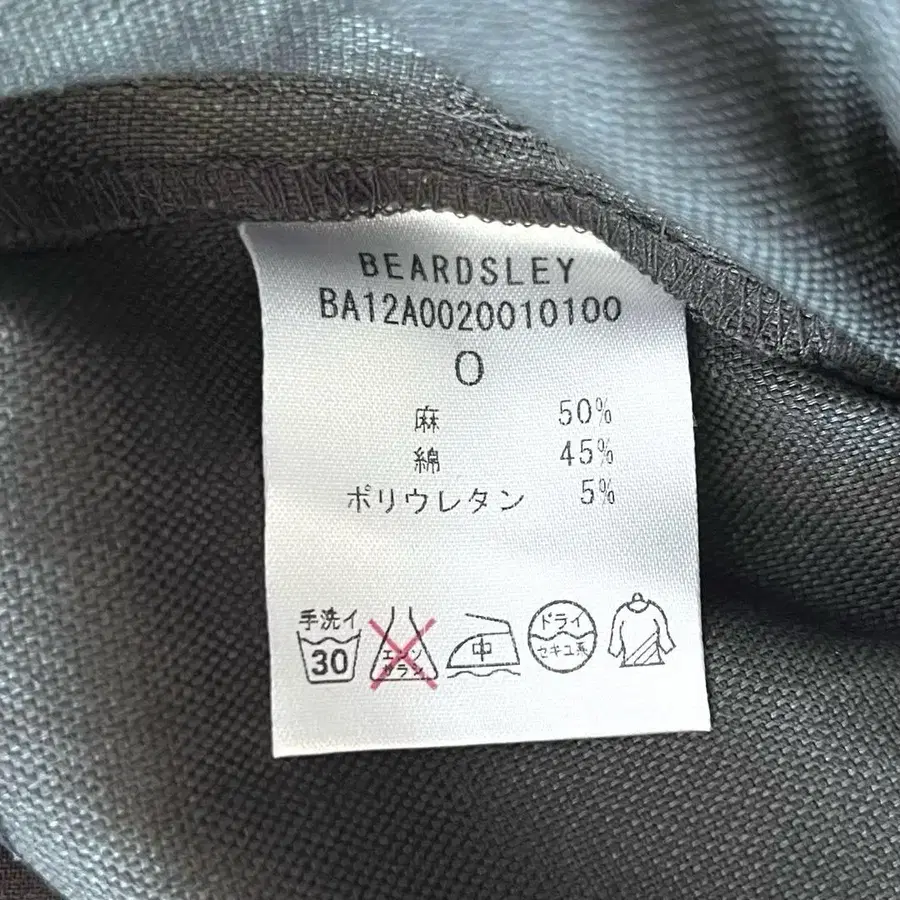 BEARDSLEY
BA12A0020010100
0
麻 50%
綿 45%
ポリウレタン 5%
手洗イ
30
エンソ
サラシ
中
ドライ
セキユ系